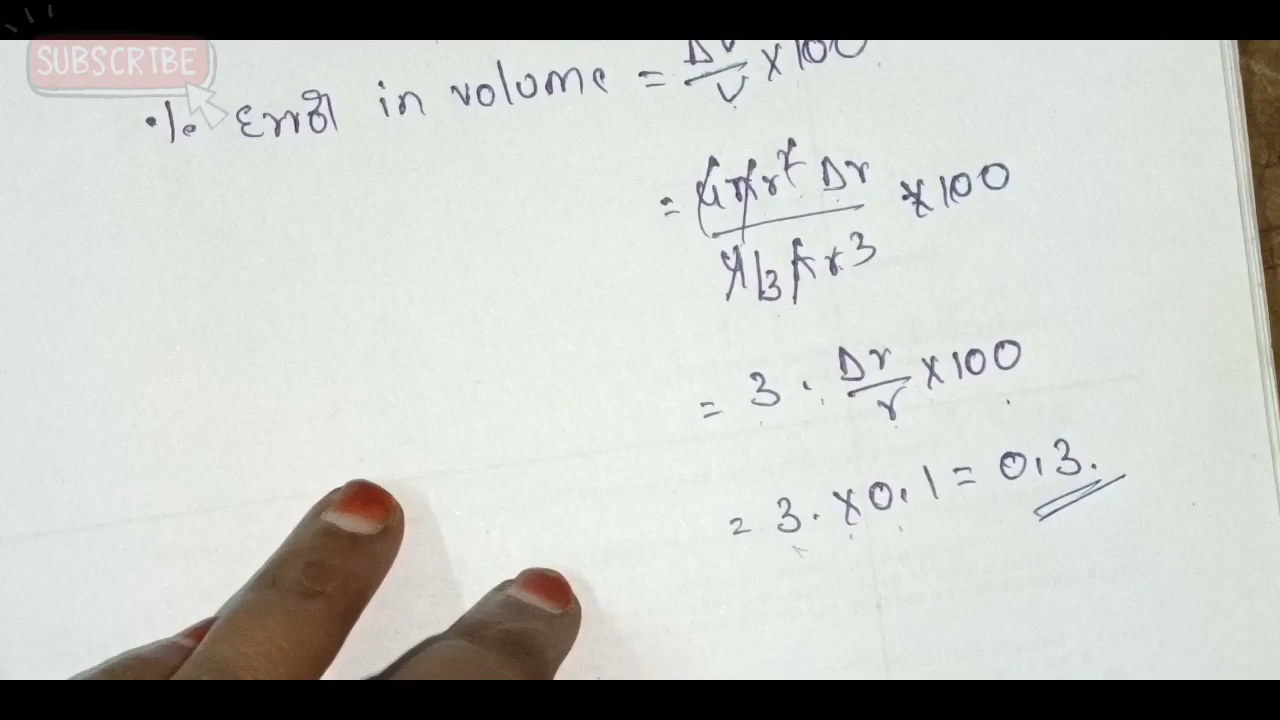 SUBSCRIBE
% Error in volume = ΔV/V × 100
= 4πr² Δr / 4/3 πr3 × 100
= 3 . Δr/r × 100
= 3 . × 0.1 = 0.3.